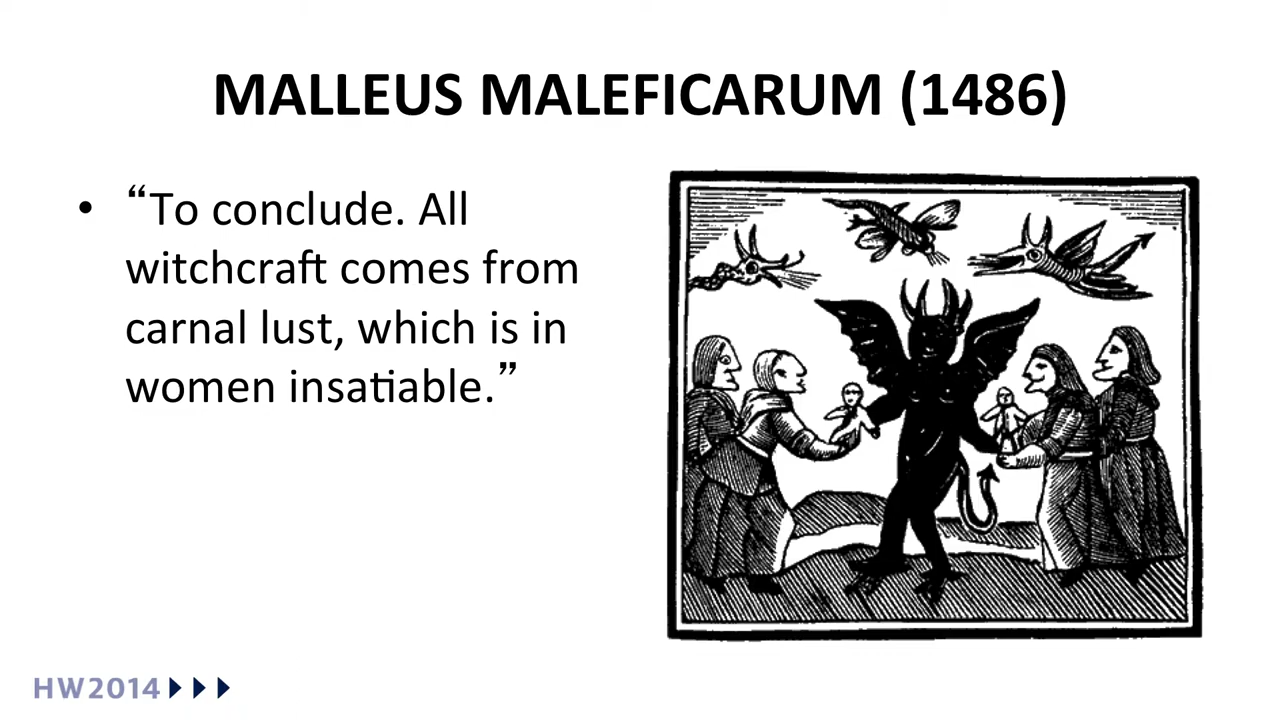 MALLEUS MALEFICARUM (1486)
• “To conclude. All
witchcraft comes from
carnal lust, which is in
women insatiable.”
HW2014